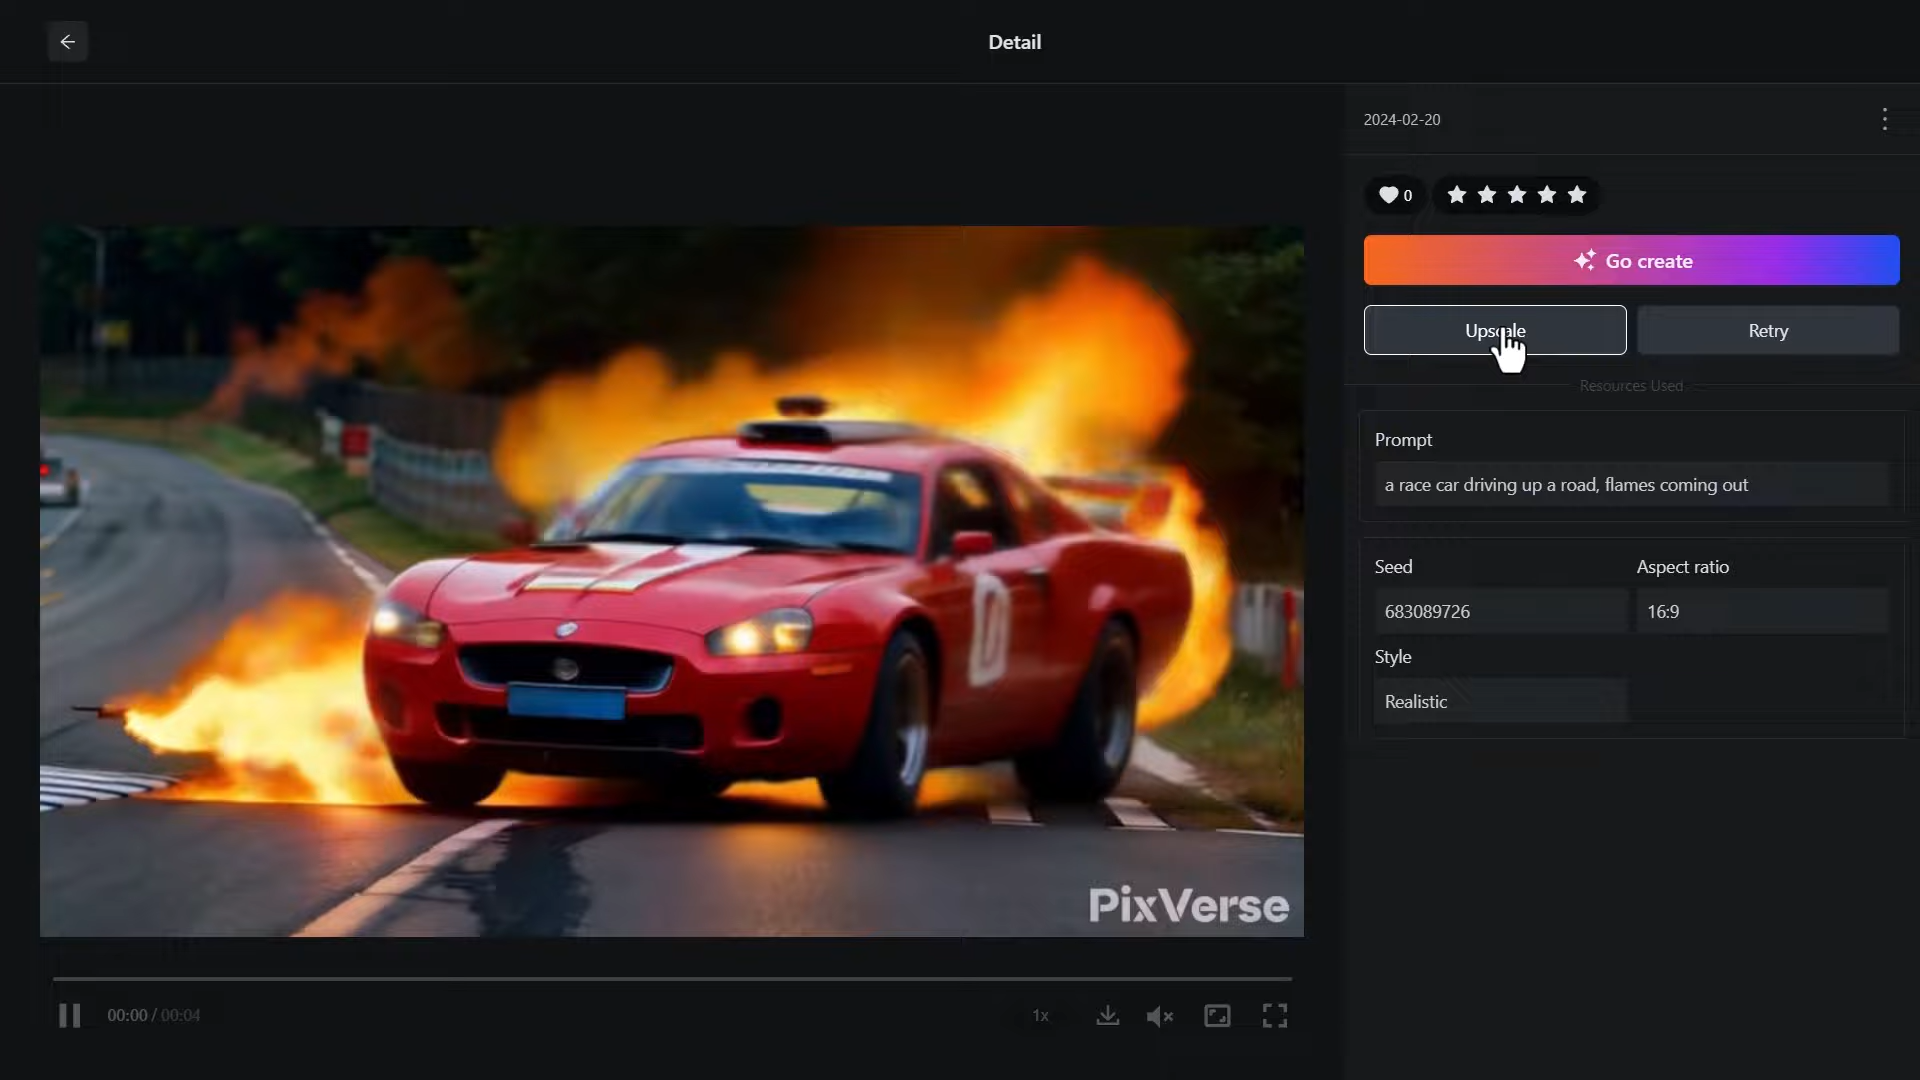 Detail
2024-02-20
0
Go create
Upscale
Retry
Resources Used
Prompt
a race car driving up a road, flames coming out
Seed
Aspect ratio
683089726
16:9
Style
Realistic
D
PixVerse
00:00 / 00:04
1x